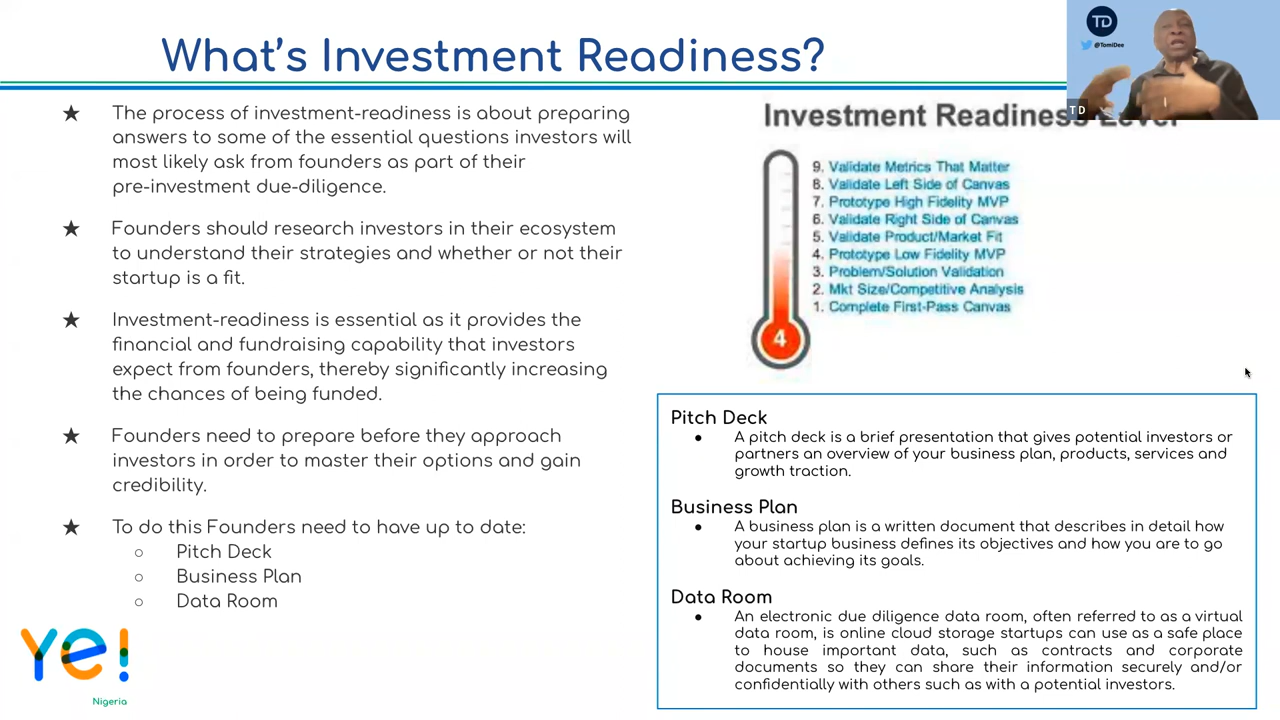 What's Investment Readiness?
★ The process of investment-readiness is about preparing
answers to some of the essential questions investors will
most likely ask from founders as part of their
pre-investment due-diligence.
★ Founders should research investors in their ecosystem
to understand their strategies and whether or not their
startup is a fit.
★ Investment-readiness is essential as it provides the
financial and fundraising capability that investors
expect from founders, thereby significantly increasing
the chances of being funded.
★ Founders need to prepare before they approach
investors in order to master their options and gain
credibility.
★ To do this Founders need to have up to date:
○ Pitch Deck
○ Business Plan
○ Data Room
ye!
Nigeria
TD
@TomiDee
TD
Investment Readiness Level
9. Validate Metrics That Matter
8. Validate Left Side of Canvas
7. Prototype High Fidelity MVP
6. Validate Right Side of Canvas
5. Validate Product/Market Fit
4. Prototype Low Fidelity MVP
3. Problem/Solution Validation
2. Mkt Size/Competitive Analysis
1. Complete First-Pass Canvas
4
Pitch Deck
● A pitch deck is a brief presentation that gives potential investors or
partners an overview of your business plan, products, services and
growth traction.
Business Plan
● A business plan is a written document that describes in detail how
your startup business defines its objectives and how you are to go
about achieving its goals.
Data Room
● An electronic due diligence data room, often referred to as a virtual
data room, is online cloud storage startups can use as a safe place
to house important data, such as contracts and corporate
documents so they can share their information securely and/or
confidentially with others such as with a potential investors.